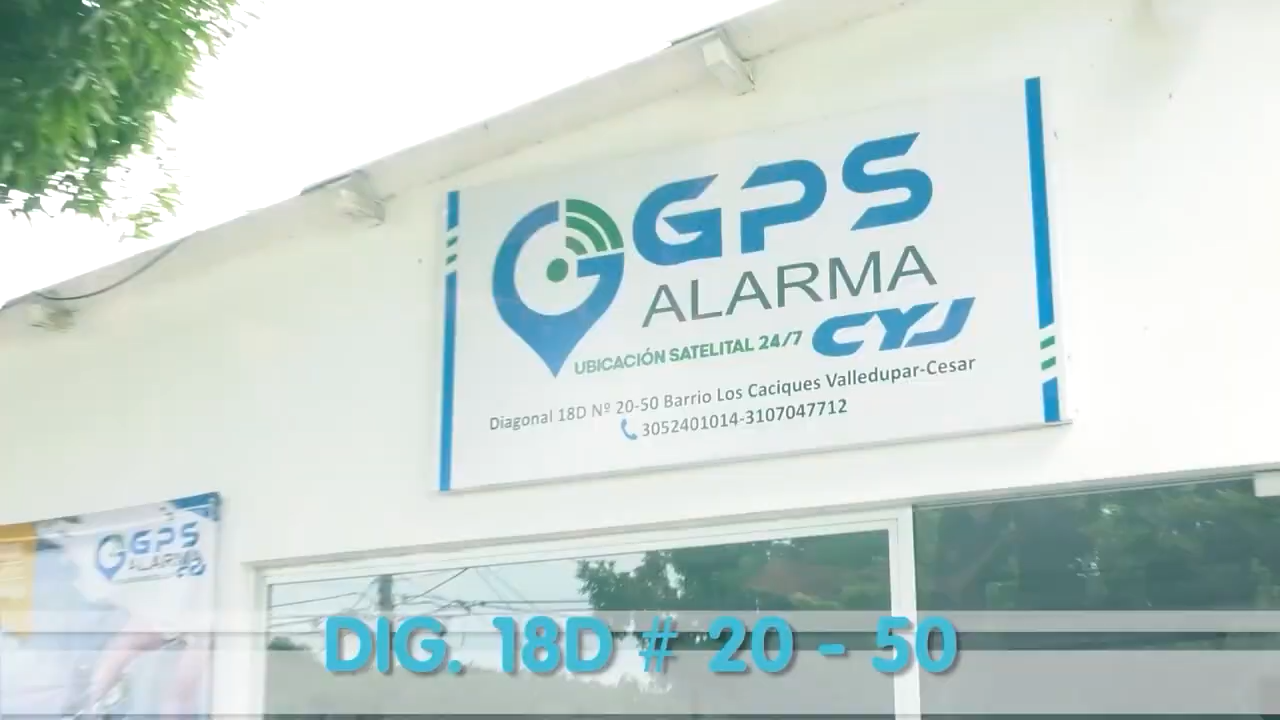 GPS
ALARMA
UBICACIÓN SATELITAL 24/7 CYJ
Diagonal 18D Nº 20-50 Barrio Los Caciques Valledupar-Cesar
3052401014-3107047712
GPS
ALARMA
DIG. 18D # 20 - 50